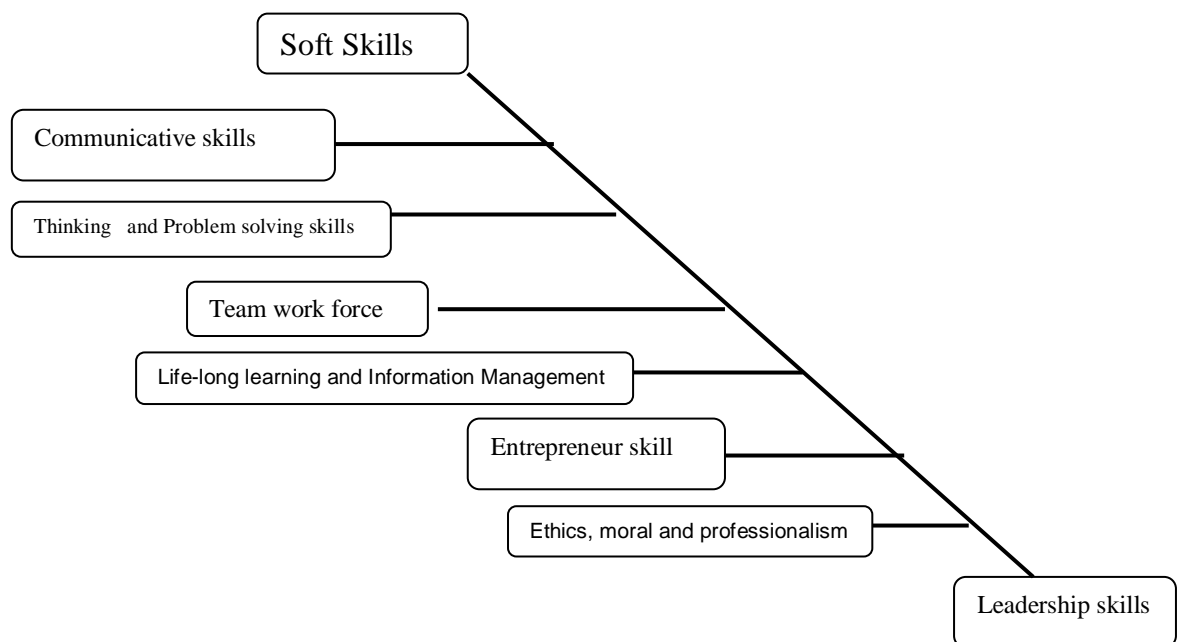 Soft Skills
Communicative skills
Thinking and Problem solving skills
Team work force
Life-long learning and Information Management
Entrepreneur skill
Ethics, moral and professionalism
Leadership skills